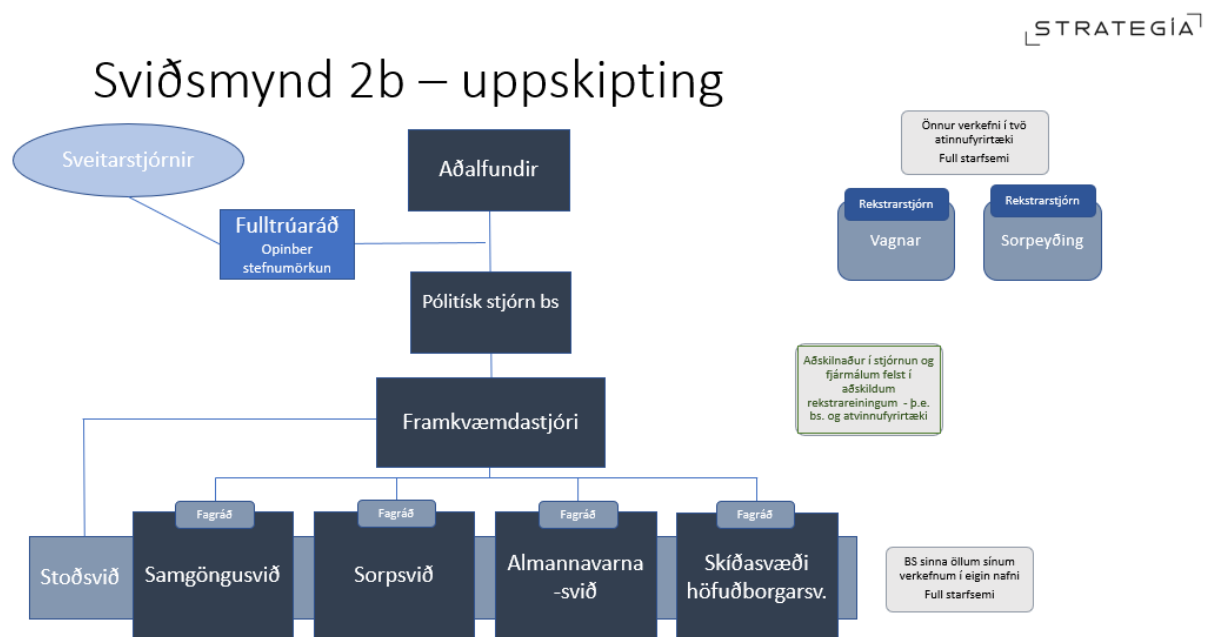 STRATEGÍA
Sviðsmynd 2b – uppskipting
Sveitarstjórnir
Aðalfundir
Fulltrúaráð
Opinber
stefnumörkun
Pólitísk stjórn bs
Framkvæmdastjóri
Önnur verkefni í tvö
atinnufyrirtæki
Full starfsemi
Rekstrarstjórn
Vagnar
Rekstrarstjórn
Sorpeyðing
Aðskilnaður í stjórnun og
fjármálum felst í
aðskildum
rekstrareiningum - þ.e.
bs. og atvinnufyrirtæki
Stoðsvið
Fagráð
Samgöngusvið
Fagráð
Sorpsvið
Fagráð
Almannavarna
-svið
Fagráð
Skíðasvæði
höfuðborgarsv.
BS sinna öllum sínum
verkefnum í eigin nafni
Full starfsemi